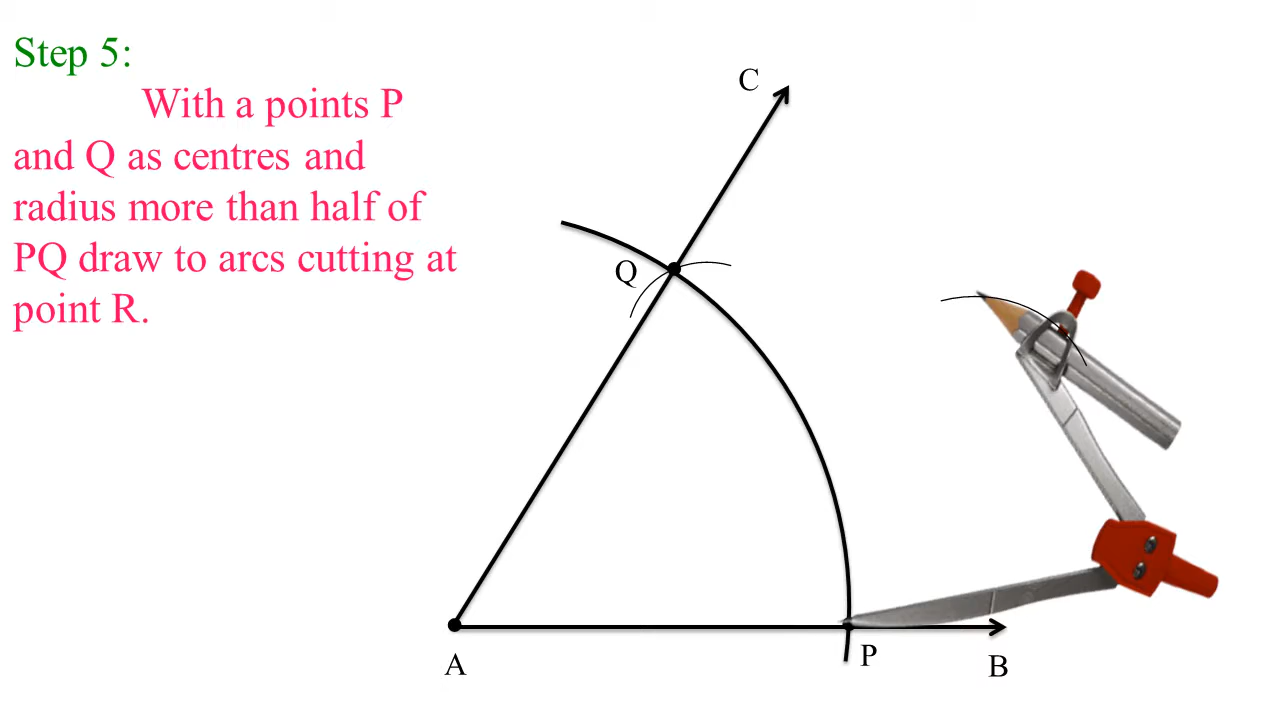 Step 5:
With a points P
and Q as centres and
radius more than half of
PQ draw to arcs cutting at
point R.
C
Q
A
P
B